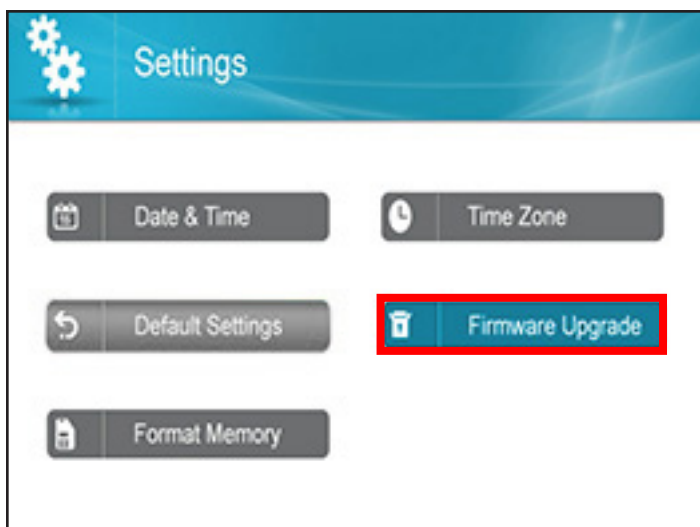 Settings
Date & Time
Time Zone
Default Settings
Firmware Upgrade
Format Memory